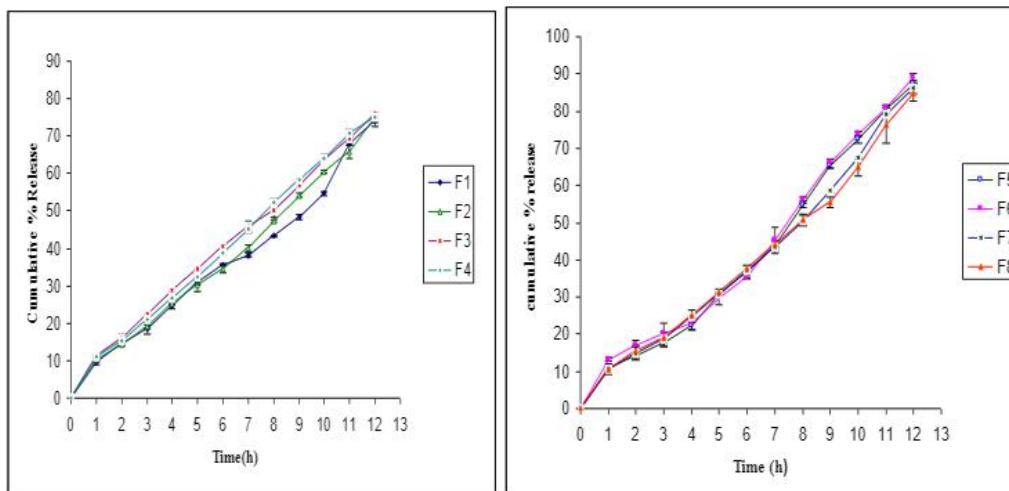 90
80
70
60
50
40
30
20
10
0
Cumulative % Release
0 1 2 3 4 5 6 7 8 9 10 11 12 13
Time(h)
F1
F2
F3
F4
100
90
80
70
60
50
40
30
20
10
0
cumulative % release
0 1 2 3 4 5 6 7 8 9 10 11 12 13
Time (h)
F5
F6
F7
F8